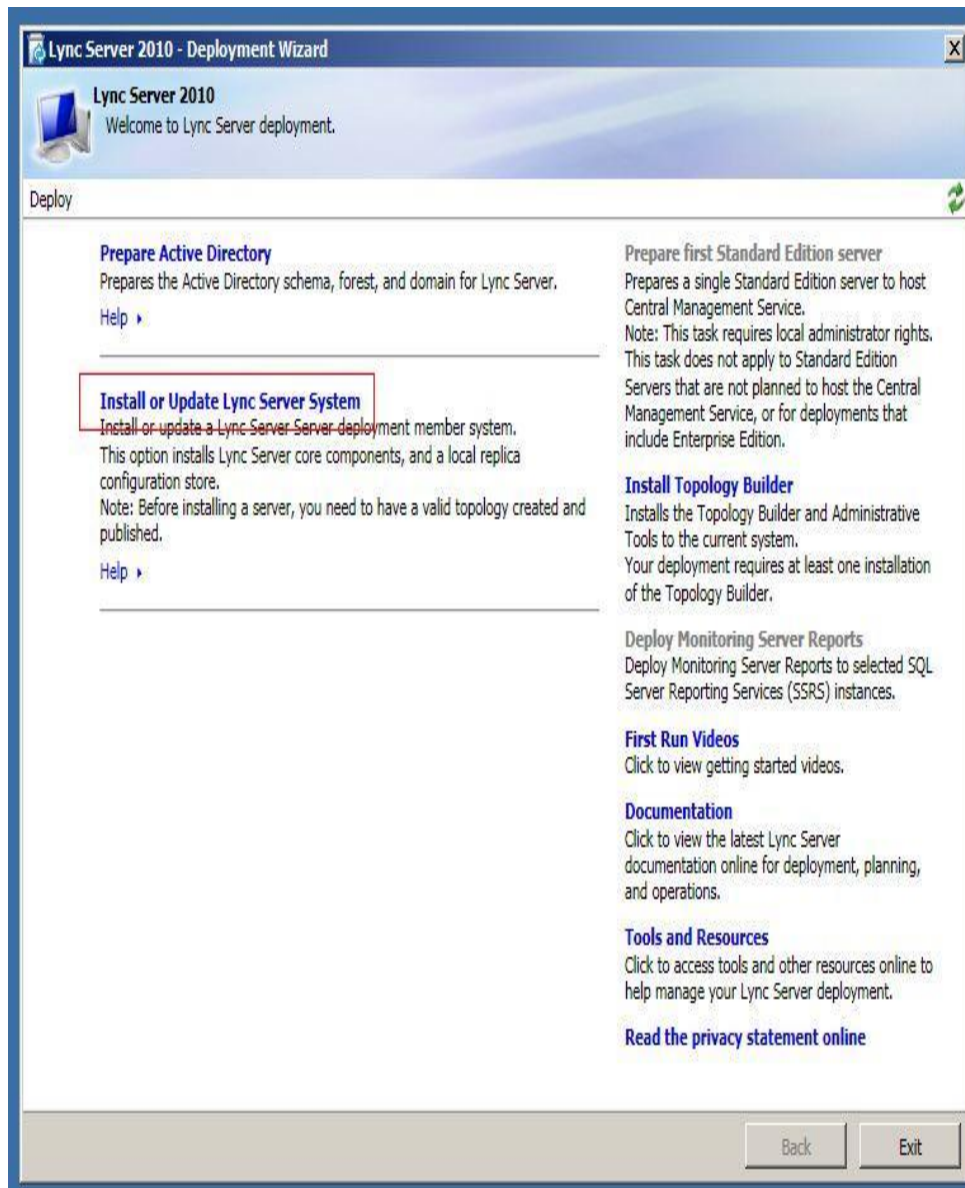 Lync Server 2010 - Deployment Wizard
X
Lync Server 2010
Welcome to Lync Server deployment.
Deploy
Prepare Active Directory
Prepares the Active Directory schema, forest, and domain for Lync Server.
Help
Install or Update Lync Server System
Install or update a Lync Server Server deployment member system.
This option installs Lync Server core components, and a local replica
configuration store.
Note: Before installing a server, you need to have a valid topology created and
published.
Help
Prepare first Standard Edition server
Prepares a single Standard Edition server to host
Central Management Service.
Note: This task requires local administrator rights.
This task does not apply to Standard Edition
Servers that are not planned to host the Central
Management Service, or for deployments that
include Enterprise Edition.
Install Topology Builder
Installs the Topology Builder and Administrative
Tools to the current system.
Your deployment requires at least one installation
of the Topology Builder.
Deploy Monitoring Server Reports
Deploy Monitoring Server Reports to selected SQL
Server Reporting Services (SSRS) instances.
First Run Videos
Click to view getting started videos.
Documentation
Click to view the latest Lync Server
documentation online for deployment, planning,
and operations.
Tools and Resources
Click to access tools and other resources online to
help manage your Lync Server deployment.
Read the privacy statement online
Back
Exit